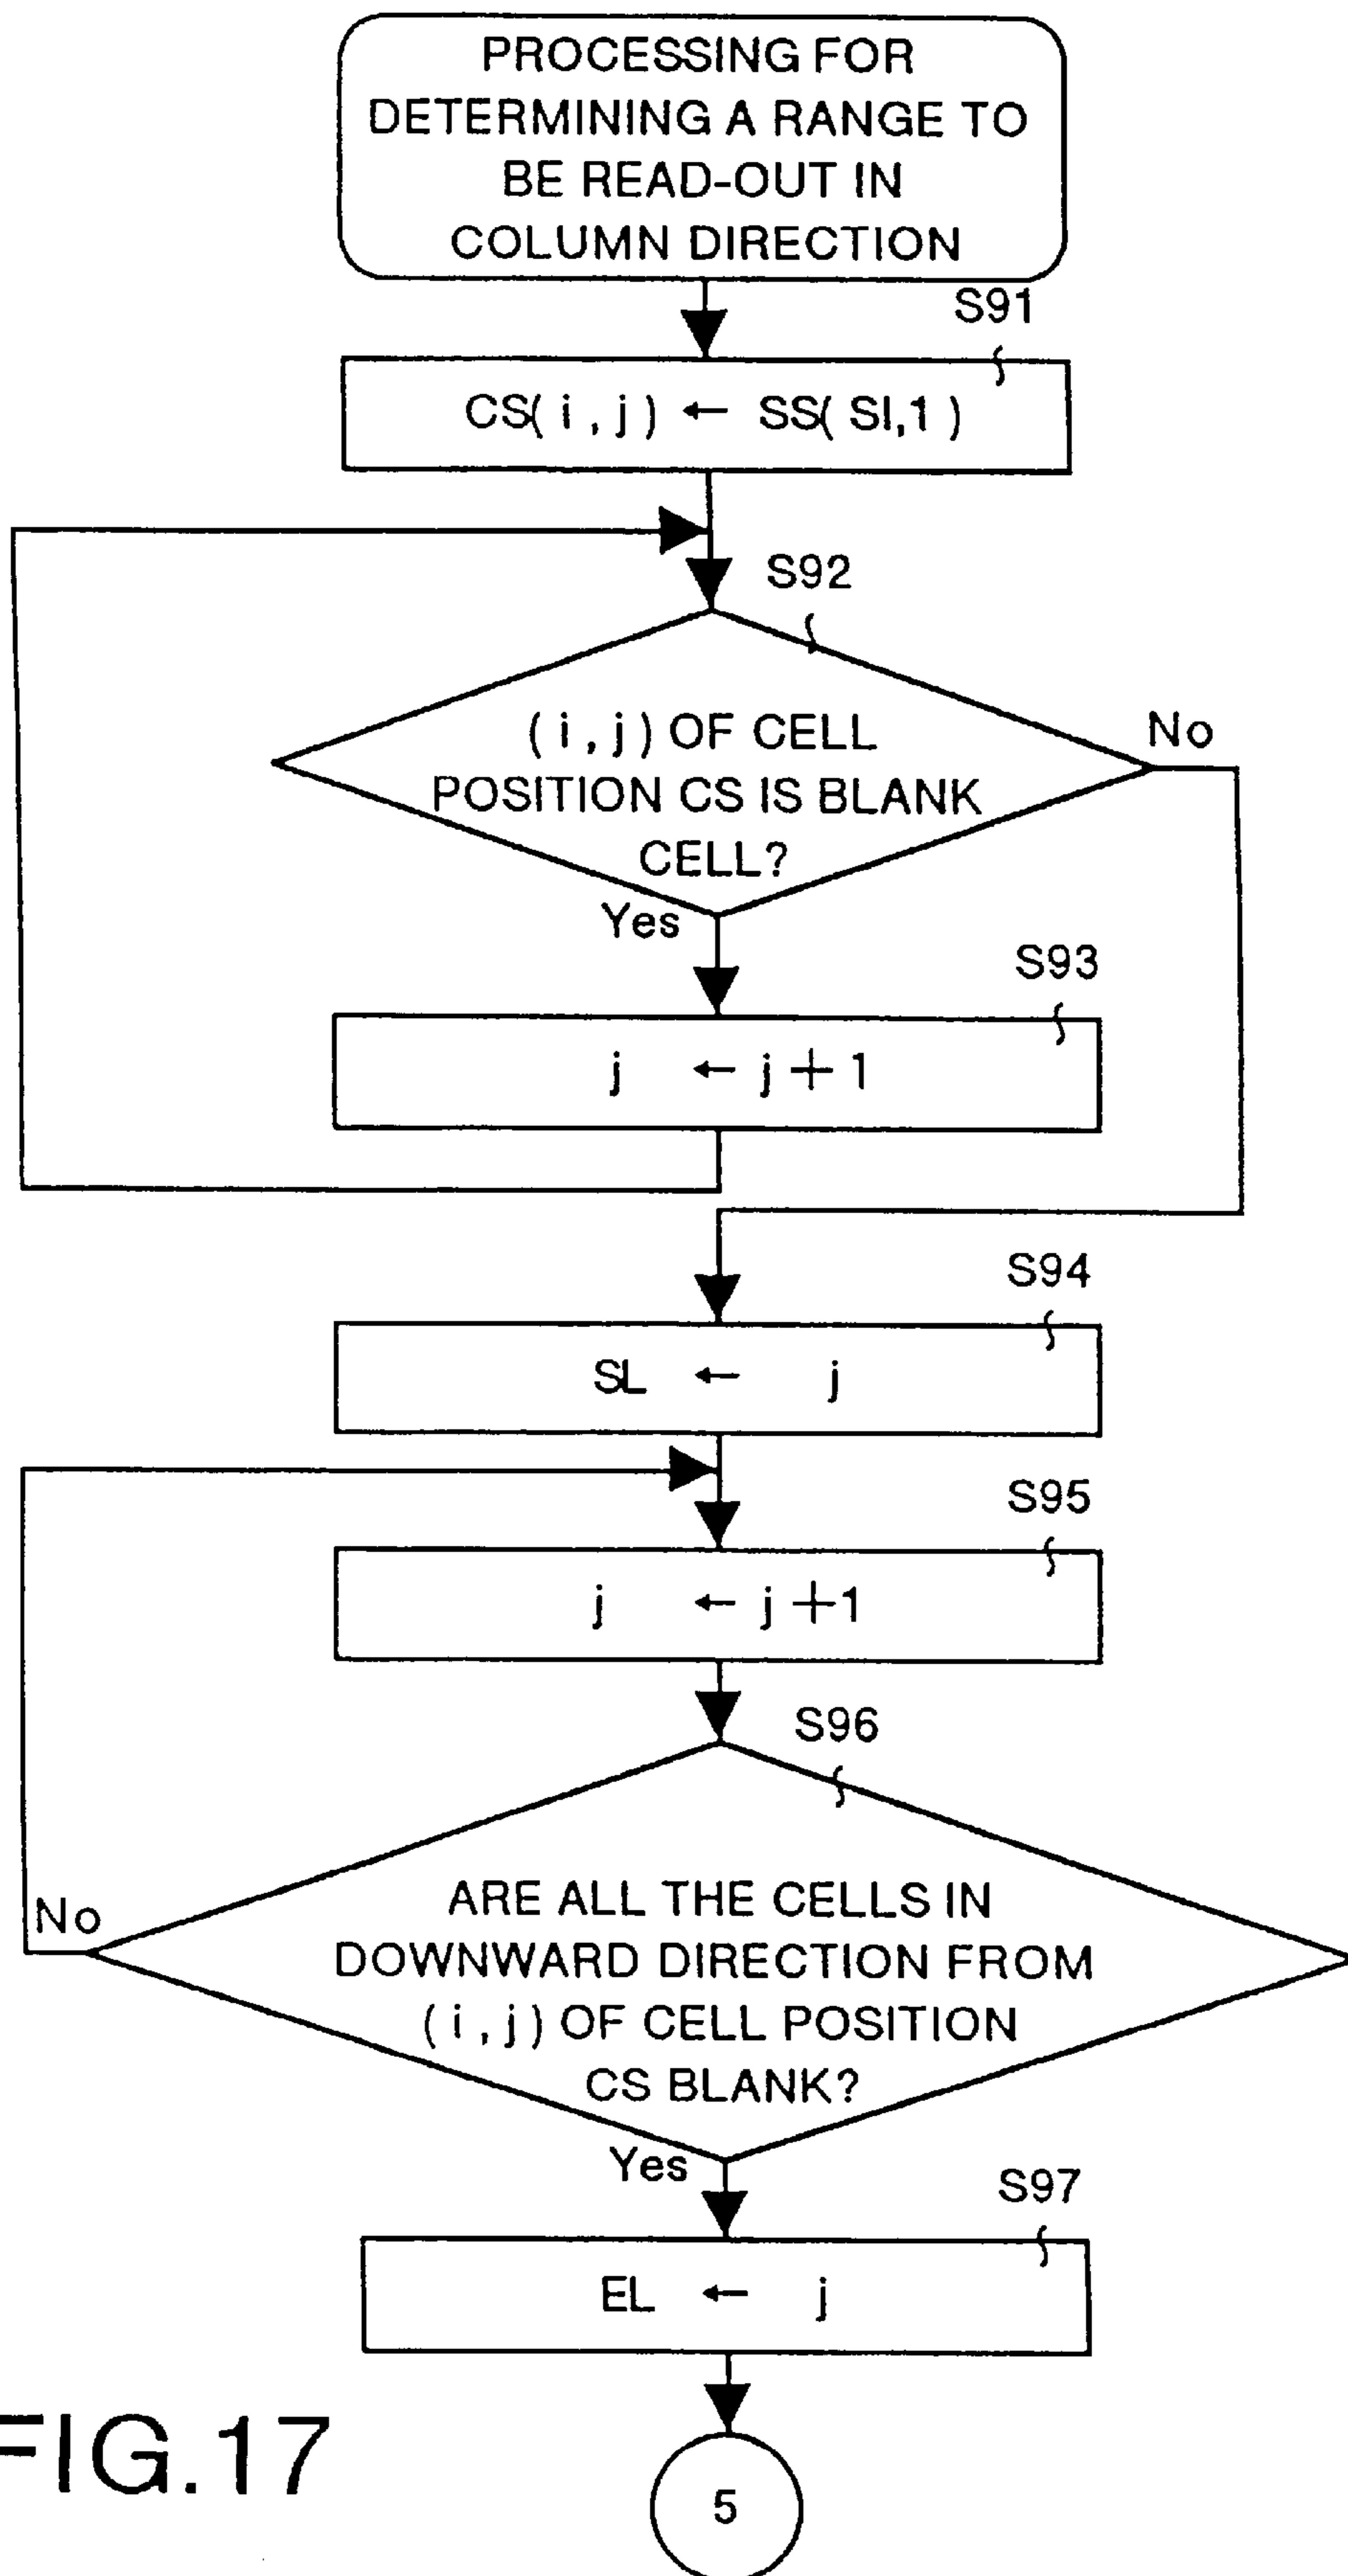 PROCESSING FOR
DETERMINING A RANGE TO
BE READ-OUT IN
COLUMN DIRECTION
S91
CS( i , j ) ← SS( SI,1 )
S92
( i , j ) OF CELL
POSITION CS IS BLANK
CELL?
No
Yes
S93
j ← j + 1
S94
SL ← j
S95
j ← j +1
S96
ARE ALL THE CELLS IN
DOWNWARD DIRECTION FROM
( i , j ) OF CELL POSITION
CS BLANK?
No
Yes
S97
EL ← j
5
FIG.17